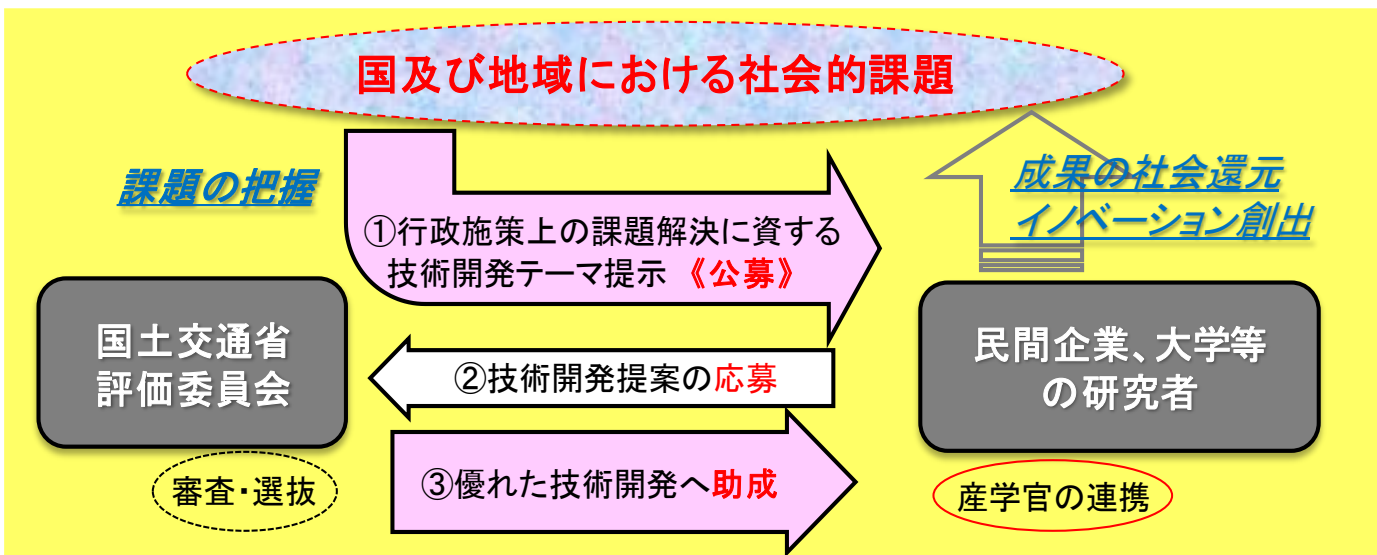 国及び地域における社会的課題
課題の把握
成果の社会還元
イノベーション創出
①行政施策上の課題解決に資する
技術開発テーマ提示 《公募》
国土交通省
評価委員会
民間企業、大学等
の研究者
②技術開発提案の応募
③優れた技術開発へ助成
審査・選抜
産学官の連携